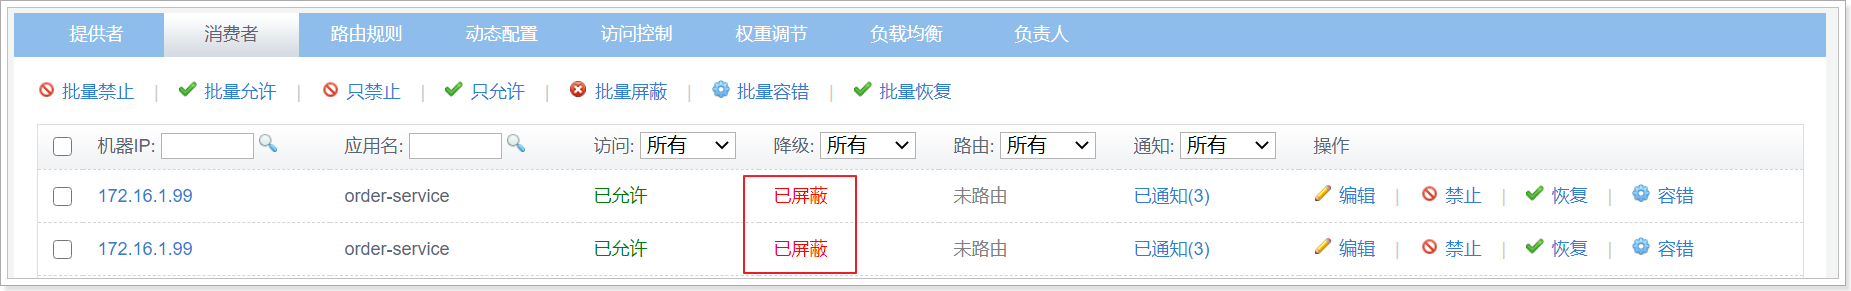 提供者 消费者 路由规则 动态配置 访问控制 权重调节 负载均衡 负责人
批量禁止 | 批量允许 | 只禁止 | 只允许 | 批量屏蔽 | 批量容错 | 批量恢复
机器IP: 应用名: 访问: 所有 降级: 所有 路由: 所有 通知: 所有 操作
172.16.1.99 order-service 已允许 已屏蔽 未路由 已通知(3) 编辑 | 禁止 | 恢复 | 容错
172.16.1.99 order-service 已允许 已屏蔽 未路由 已通知(3) 编辑 | 禁止 | 恢复 | 容错